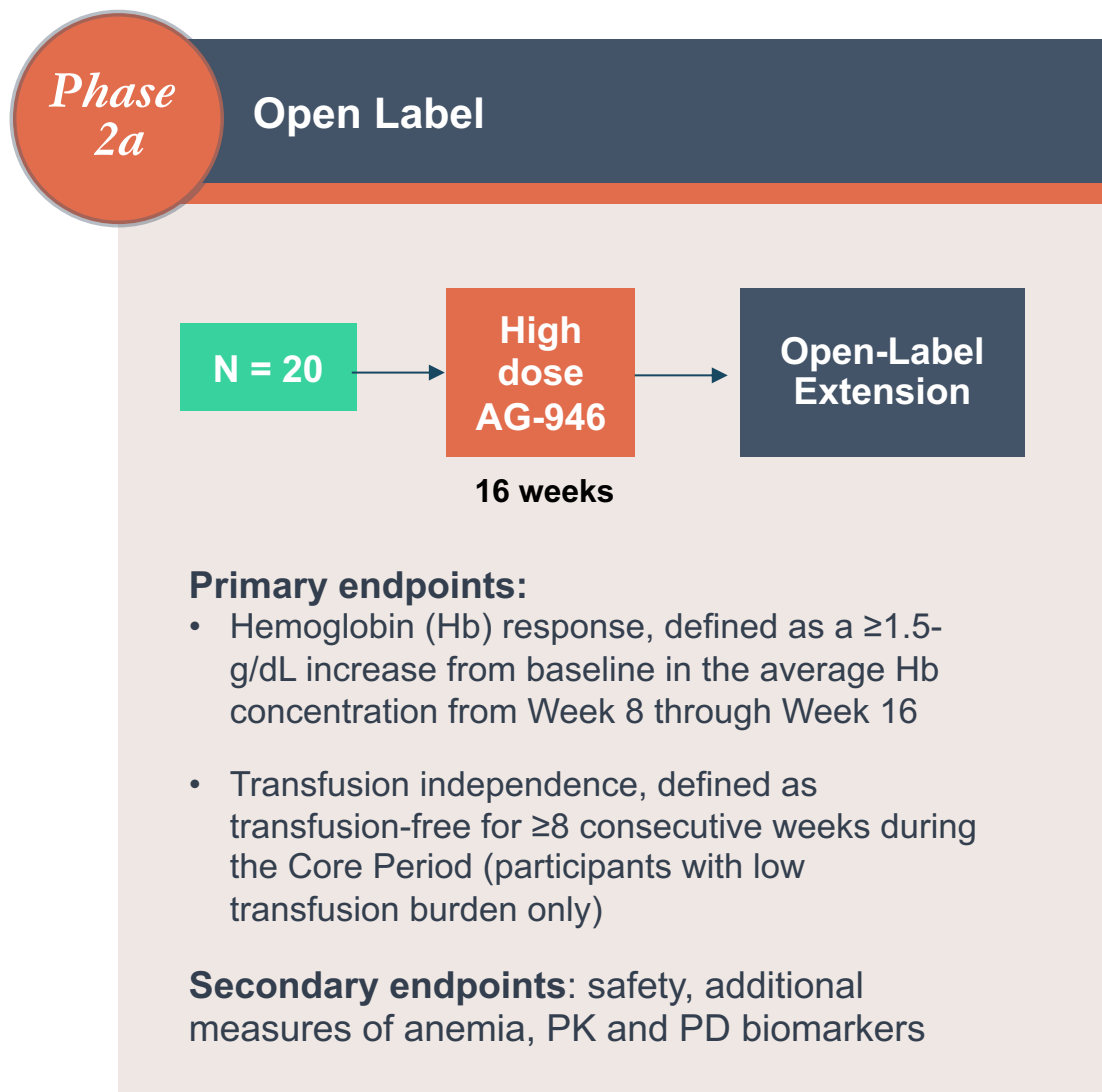 Phase
2a
Open Label
N = 20
High
dose
AG-946
Open-Label
Extension
16 weeks
Primary endpoints:
• Hemoglobin (Hb) response, defined as a ≥1.5-
g/dL increase from baseline in the average Hb
concentration from Week 8 through Week 16
• Transfusion independence, defined as
transfusion-free for ≥8 consecutive weeks during
the Core Period (participants with low
transfusion burden only)
Secondary endpoints: safety, additional
measures of anemia, PK and PD biomarkers